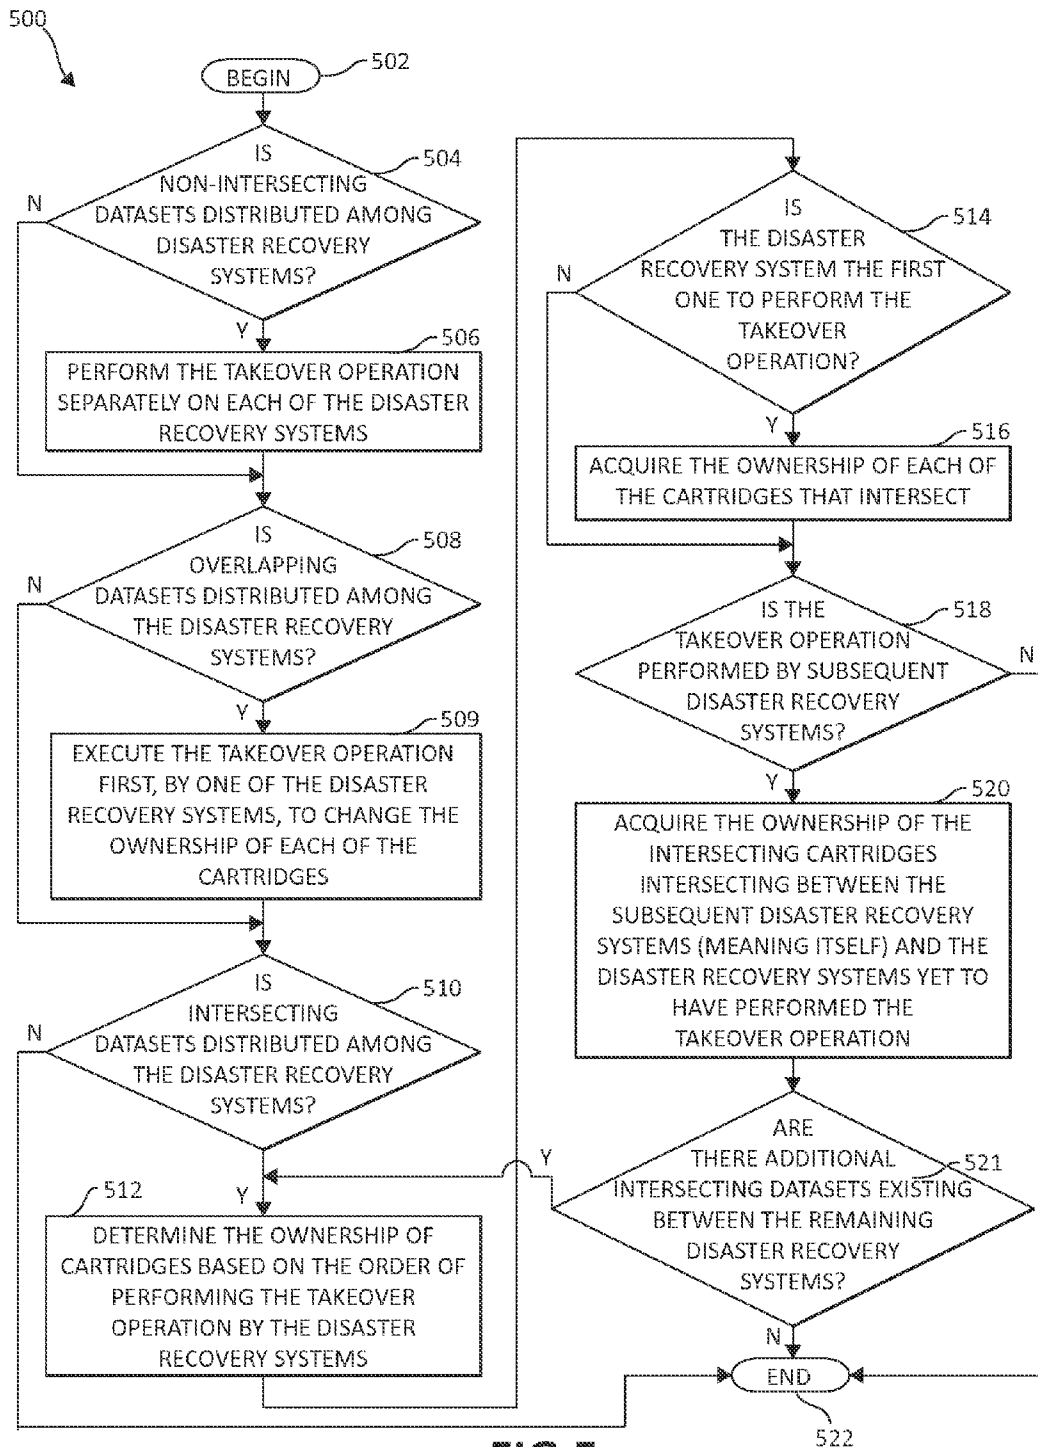 500
BEGIN
502
IS
NON-INTERSECTING
DATASETS DISTRIBUTED AMONG
DISASTER RECOVERY
SYSTEMS?
504
N
Y
506
PERFORM THE TAKEOVER OPERATION
SEPARATELY ON EACH OF THE DISASTER
RECOVERY SYSTEMS
IS
OVERLAPPING
DATASETS DISTRIBUTED AMONG
THE DISASTER RECOVERY
SYSTEMS?
508
N
Y
509
EXECUTE THE TAKEOVER OPERATION
FIRST, BY ONE OF THE DISASTER
RECOVERY SYSTEMS, TO CHANGE THE
OWNERSHIP OF EACH OF THE
CARTRIDGES
IS
INTERSECTING
DATASETS DISTRIBUTED AMONG
THE DISASTER RECOVERY
SYSTEMS?
510
N
Y
512
DETERMINE THE OWNERSHIP OF
CARTRIDGES BASED ON THE ORDER OF
PERFORMING THE TAKEOVER
OPERATION BY THE DISASTER
RECOVERY SYSTEMS
IS
THE DISASTER
RECOVERY SYSTEM THE FIRST
ONE TO PERFORM THE
TAKEOVER
OPERATION?
514
N
Y
516
ACQUIRE THE OWNERSHIP OF EACH OF
THE CARTRIDGES THAT INTERSECT
IS THE
TAKEOVER OPERATION
PERFORMED BY SUBSEQUENT
DISASTER RECOVERY
SYSTEMS?
518
N
Y
520
ACQUIRE THE OWNERSHIP OF THE
INTERSECTING CARTRIDGES
INTERSECTING BETWEEN THE
SUBSEQUENT DISASTER RECOVERY
SYSTEMS (MEANING ITSELF) AND THE
DISASTER RECOVERY SYSTEMS YET TO
HAVE PERFORMED THE
TAKEOVER OPERATION
ARE
THERE ADDITIONAL
INTERSECTING DATASETS EXISTING
BETWEEN THE REMAINING
DISASTER RECOVERY
SYSTEMS?
521
Y
N
END
522